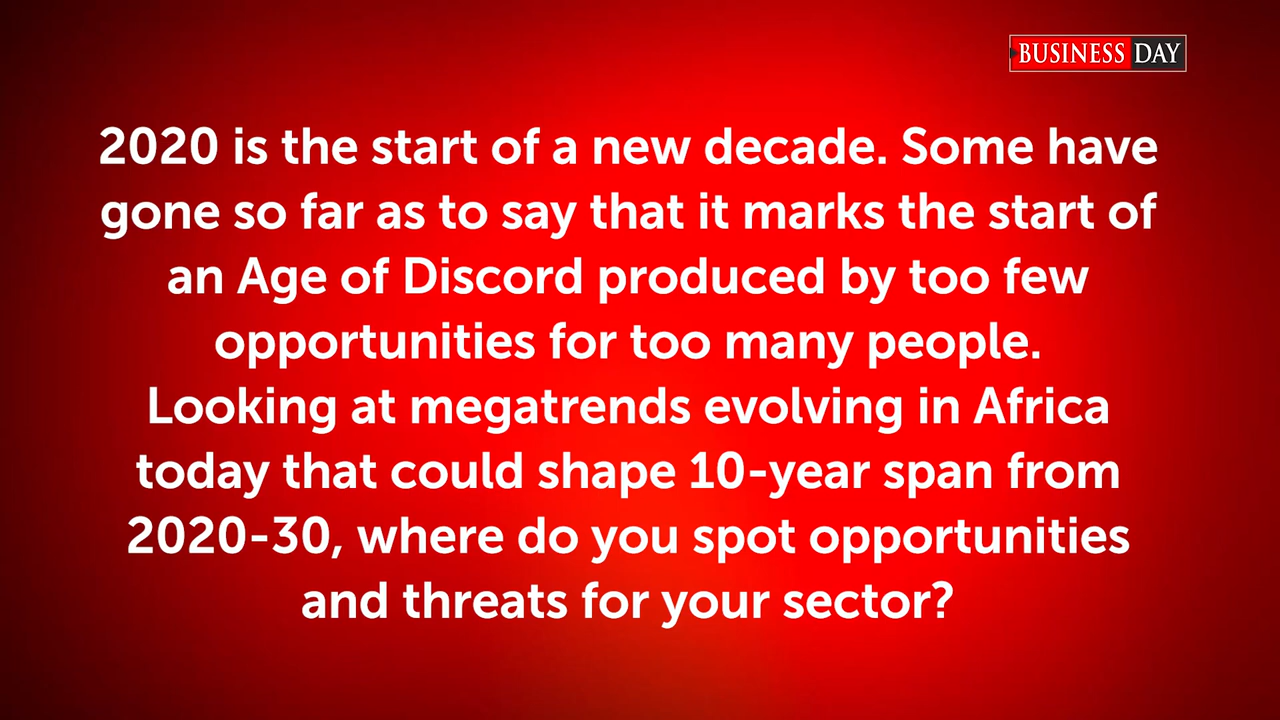 BUSINESS DAY
2020 is the start of a new decade. Some have
gone so far as to say that it marks the start of
an Age of Discord produced by too few
opportunities for too many people.
Looking at megatrends evolving in Africa
today that could shape 10-year span from
2020-30, where do you spot opportunities
and threats for your sector?